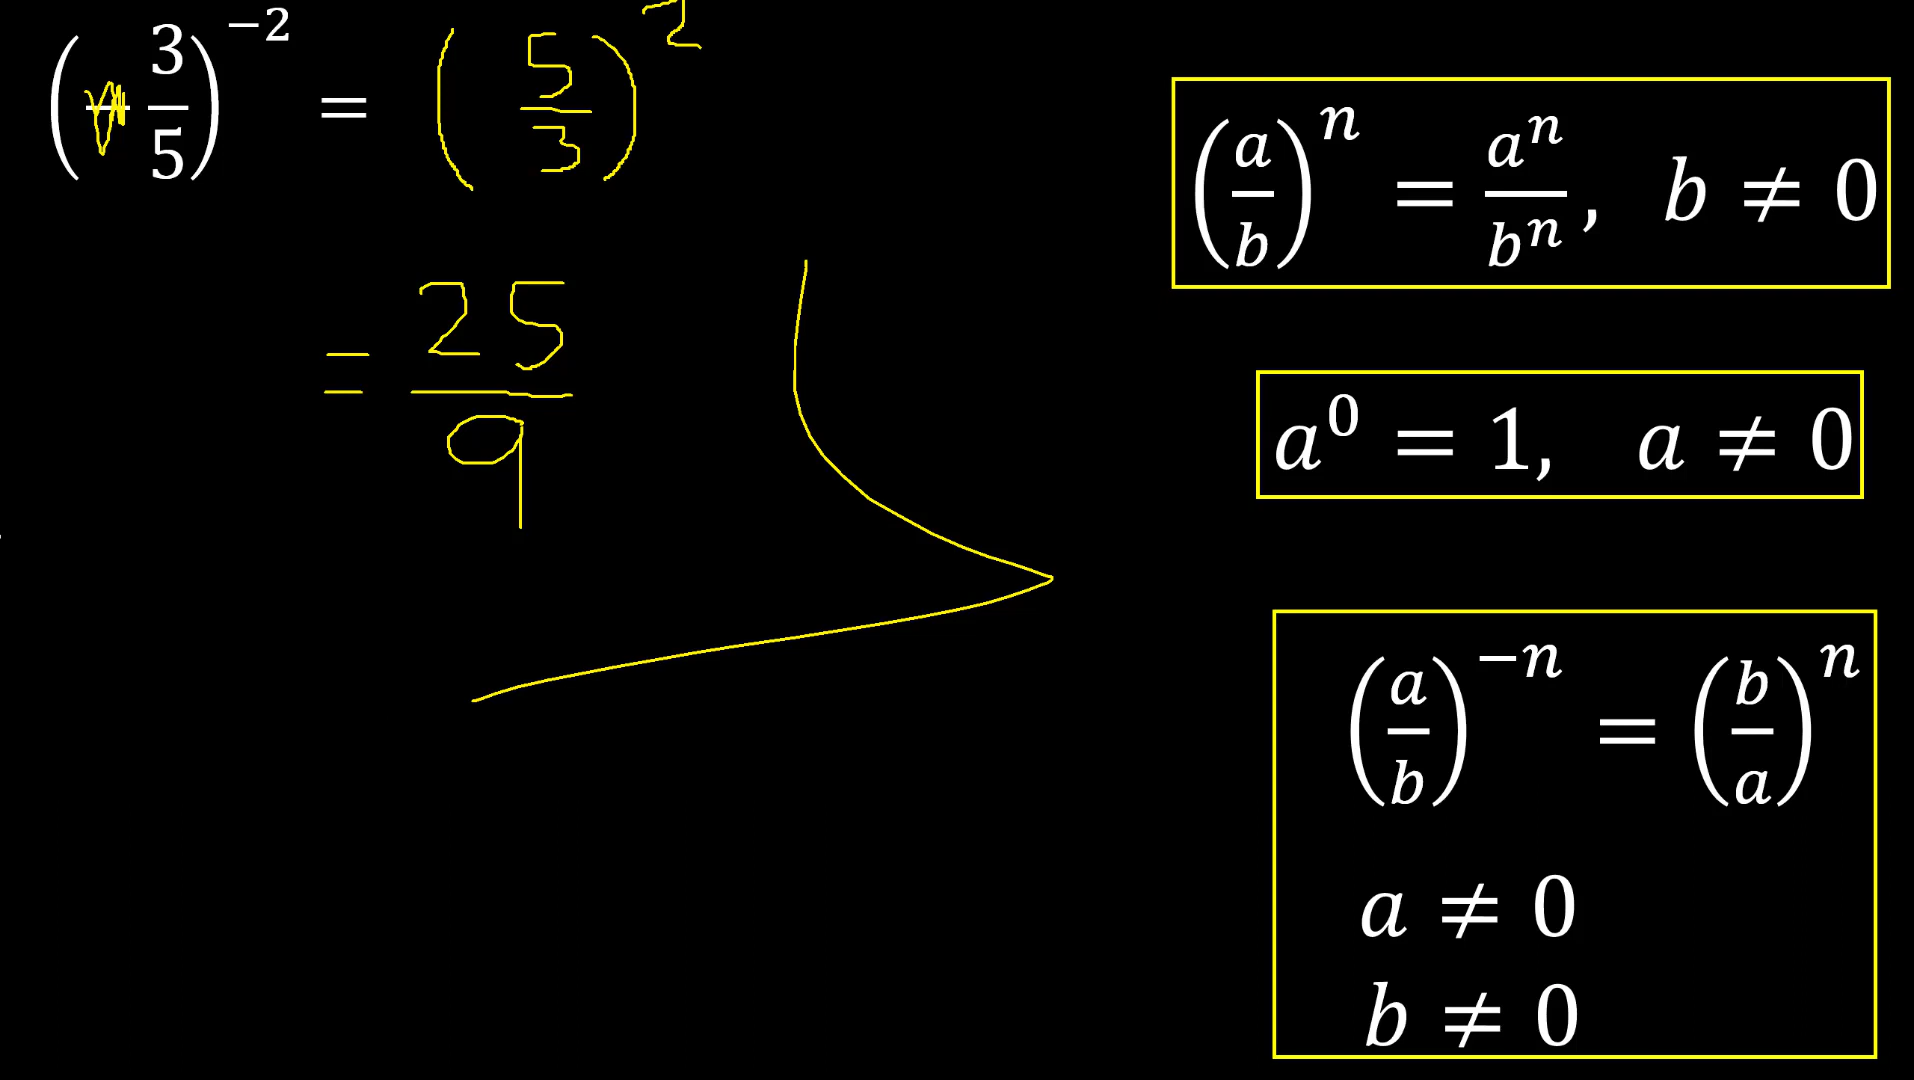 (−3/5)^−2 = (5/3)^2
= 25/9
(a/b)^n = a^n/b^n, b ≠ 0
a^0 = 1, a ≠ 0
(a/b)^−n = (b/a)^n
a ≠ 0
b ≠ 0